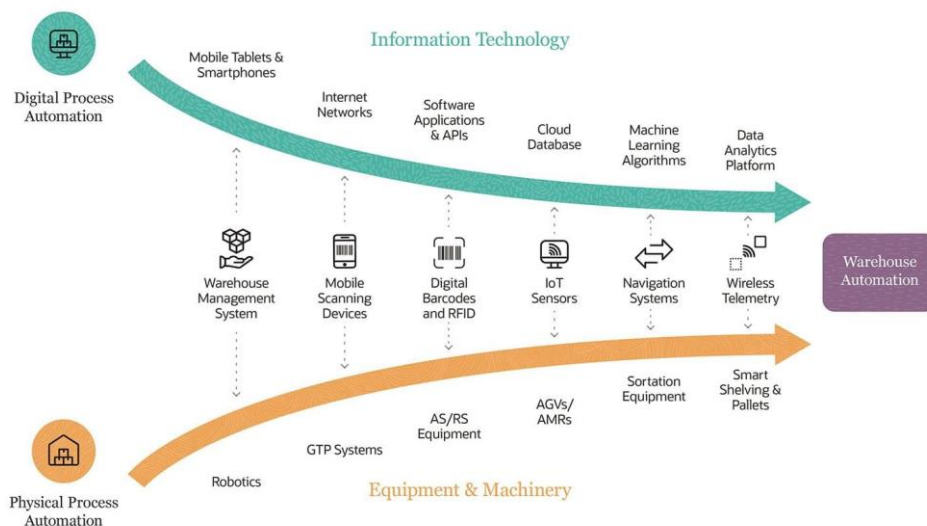 Information Technology
Digital Process
Automation
Mobile Tablets &
Smartphones
Internet
Networks
Software
Applications
& APIs
Cloud
Database
Machine
Learning
Algorithms
Data
Analytics
Platform
Warehouse
Management
System
Mobile
Scanning
Devices
Digital
Barcodes
and RFID
IoT
Sensors
Navigation
Systems
Wireless
Telemetry
Warehouse
Automation
Robotics
GTP Systems
AS/RS
Equipment
AGVs/
AMRs
Sortation
Equipment
Smart
Shelving &
Pallets
Physical Process
Automation
Equipment & Machinery